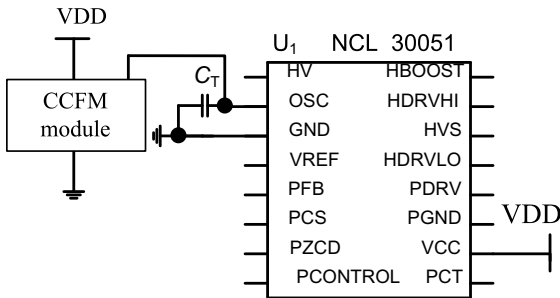 VDD
U1 NCL 30051
CCFM
module
CT
HV HBOOST
OSC HDRVHI
GND HVS
VREF HDRVLO
PFB PDRV
PCS PGND
VDD
PZCD VCC
PCONTROL PCT